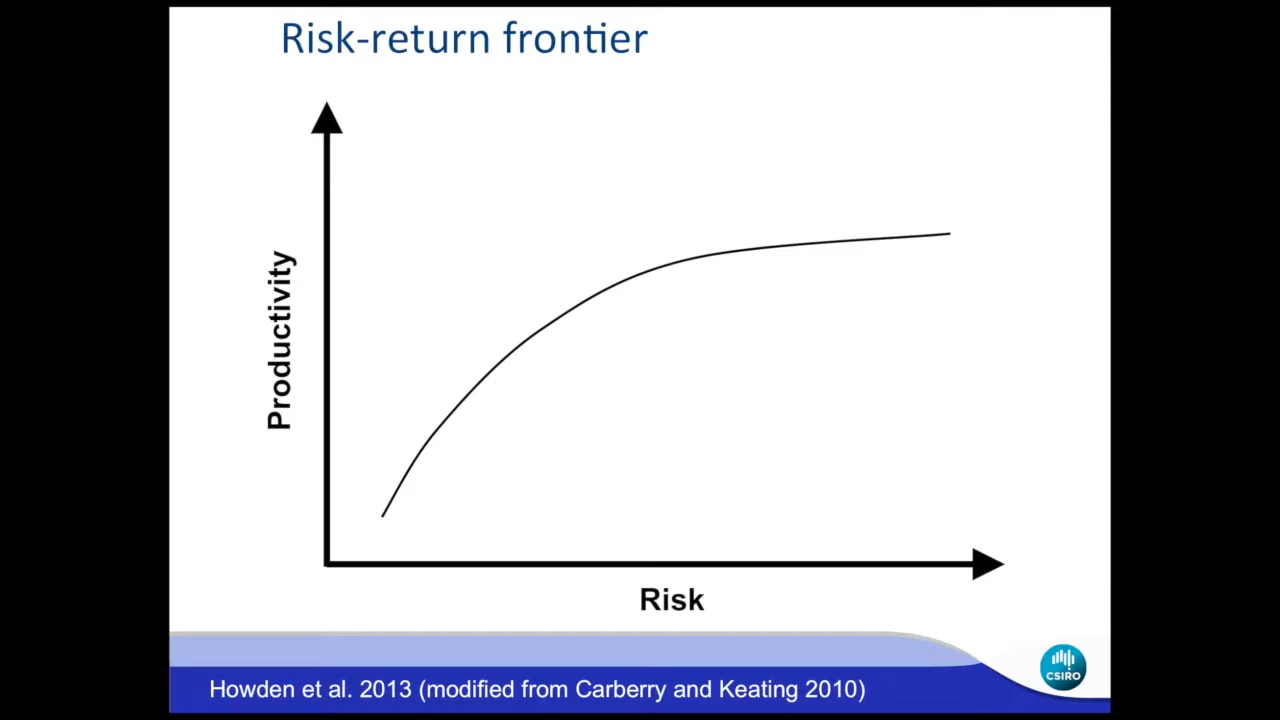 Risk-return frontier
Productivity
Risk
Howden et al. 2013 (modified from Carberry and Keating 2010)
CSIRO